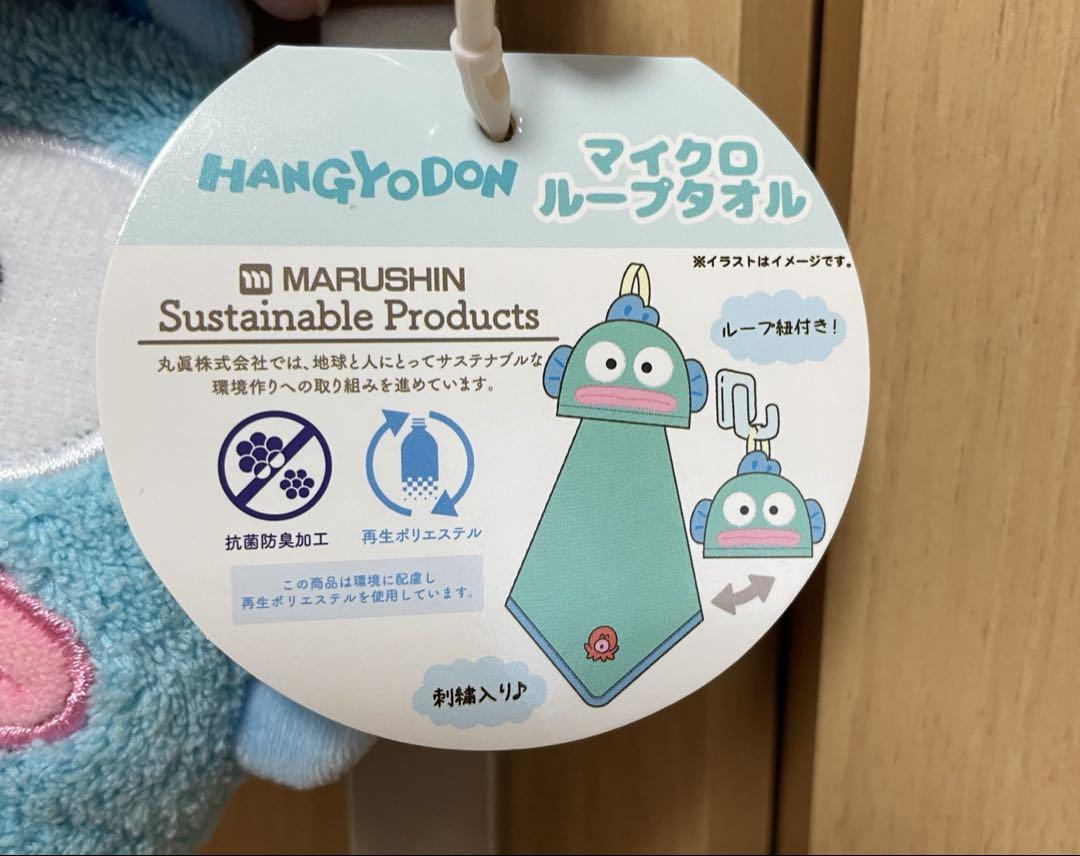 HANGYODON
マイクロ
ループタオル
※イラストはイメージです。
MARUSHIN
Sustainable Products
丸眞株式会社では、地球と人にとってサステナブルな
環境作りへの取り組みを進めています。
ループ紐付き!
抗菌防臭加工
再生ポリエステル
この商品は環境に配慮し
再生ポリエステルを使用しています。
刺繍入り♪